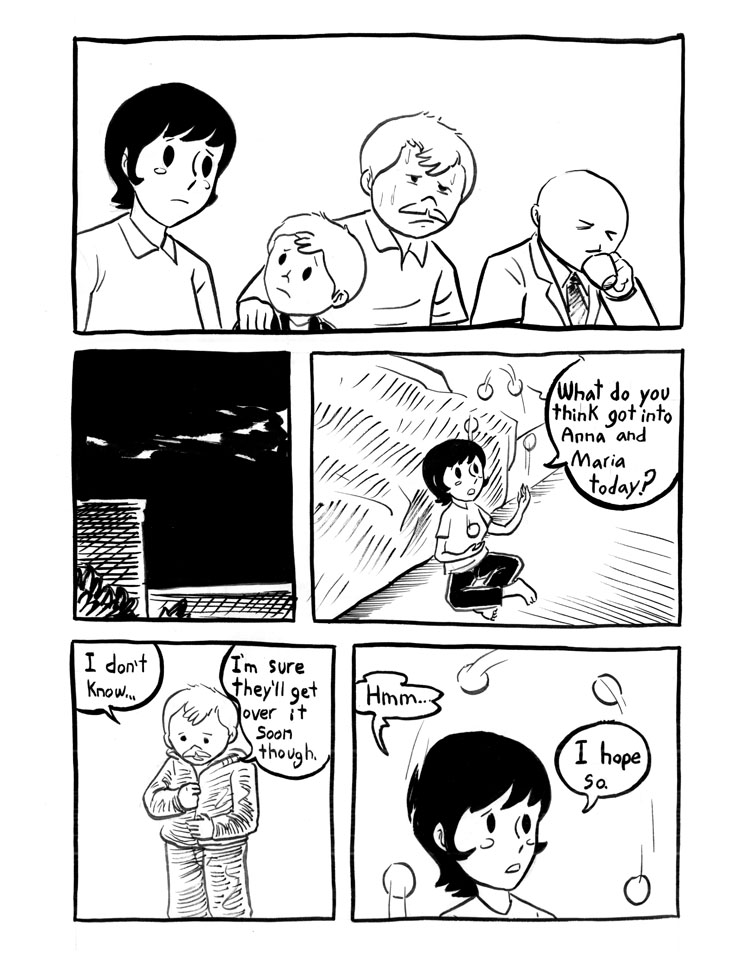 What do you
think got into
Anna and
Maria
today?
I don't
know...
I'm sure
they'll get
over it
soon
though.
Hmm...
I hope
so.